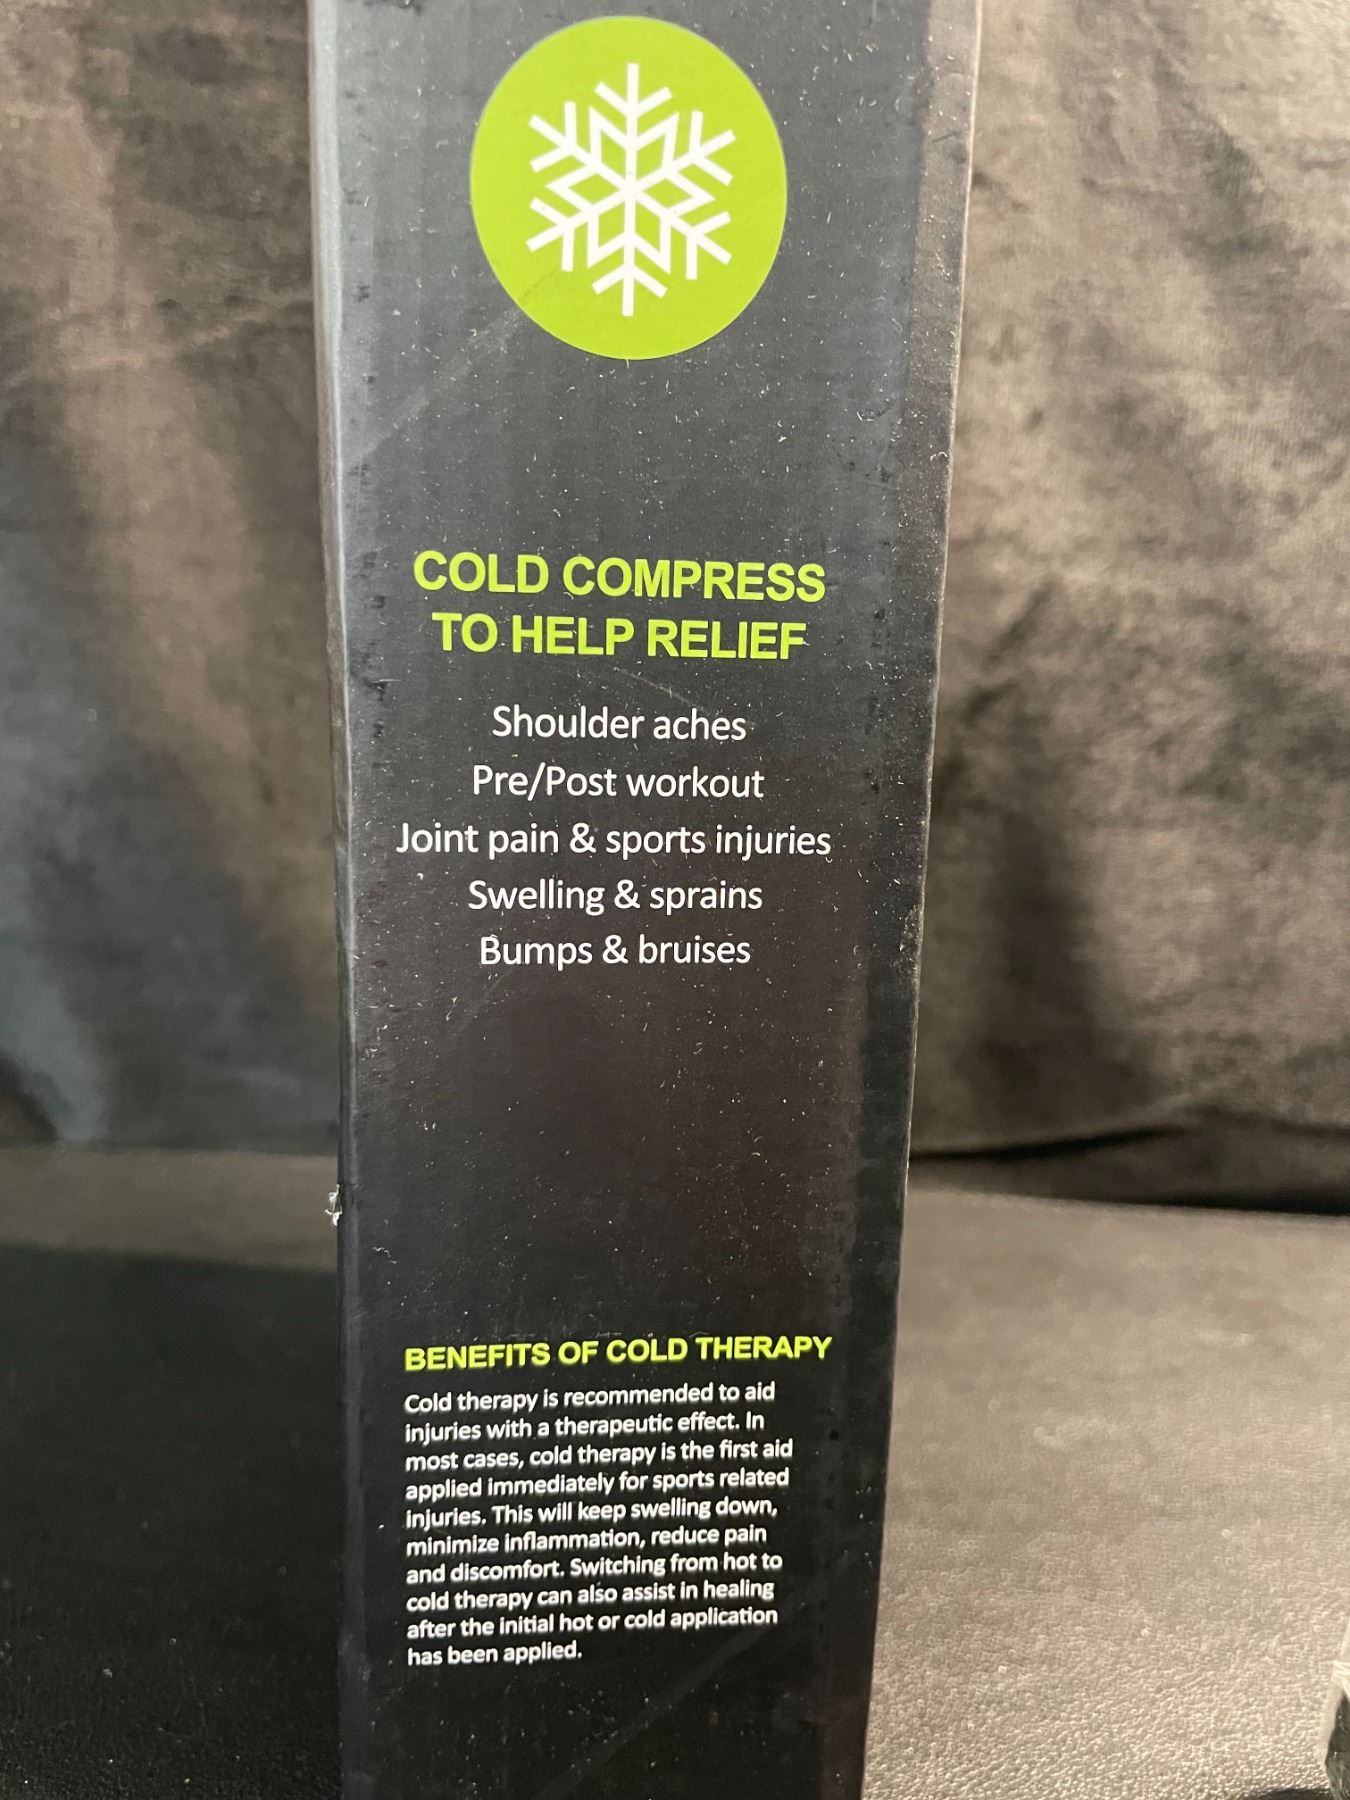 COLD COMPRESS
TO HELP RELIEF
Shoulder aches
Pre/Post workout
Joint pain & sports injuries
Swelling & sprains
Bumps & bruises
BENEFITS OF COLD THERAPY
Cold therapy is recommended to aid
injuries with a therapeutic effect. In
most cases, cold therapy is the first aid
applied immediately for sports related
injuries. This will keep swelling down,
minimize inflammation, reduce pain
and discomfort. Switching from hot to
cold therapy can also assist in healing
after the initial hot or cold application
has been applied.